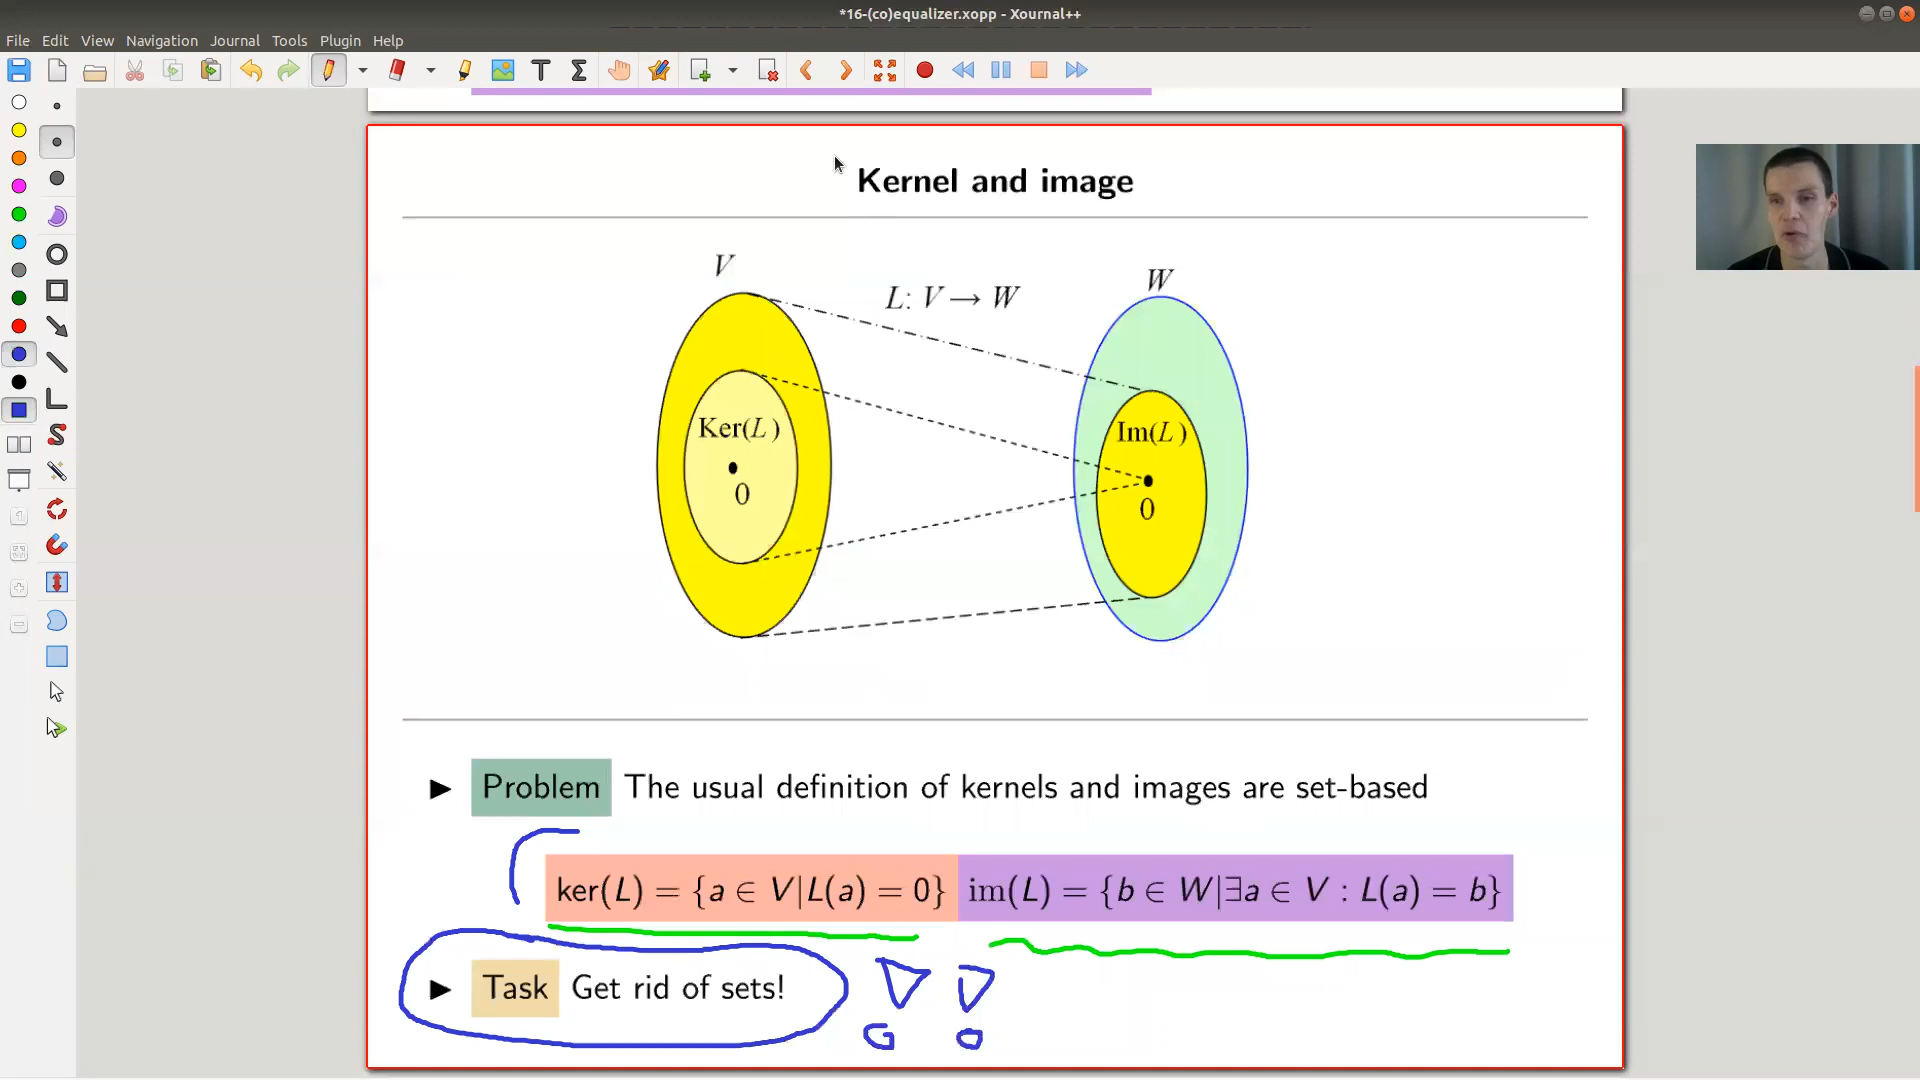 *16-(co)equalizer.xopp - Xournal++
File Edit View Navigation Journal Tools Plugin Help
Kernel and image
V
L: V → W
W
Ker(L)
0
Im(L)
0
► Problem The usual definition of kernels and images are set-based
ker(L) = {a ∈ V|L(a) = 0} im(L) = {b ∈ W|∃a ∈ V : L(a) = b}
► Task Get rid of sets!